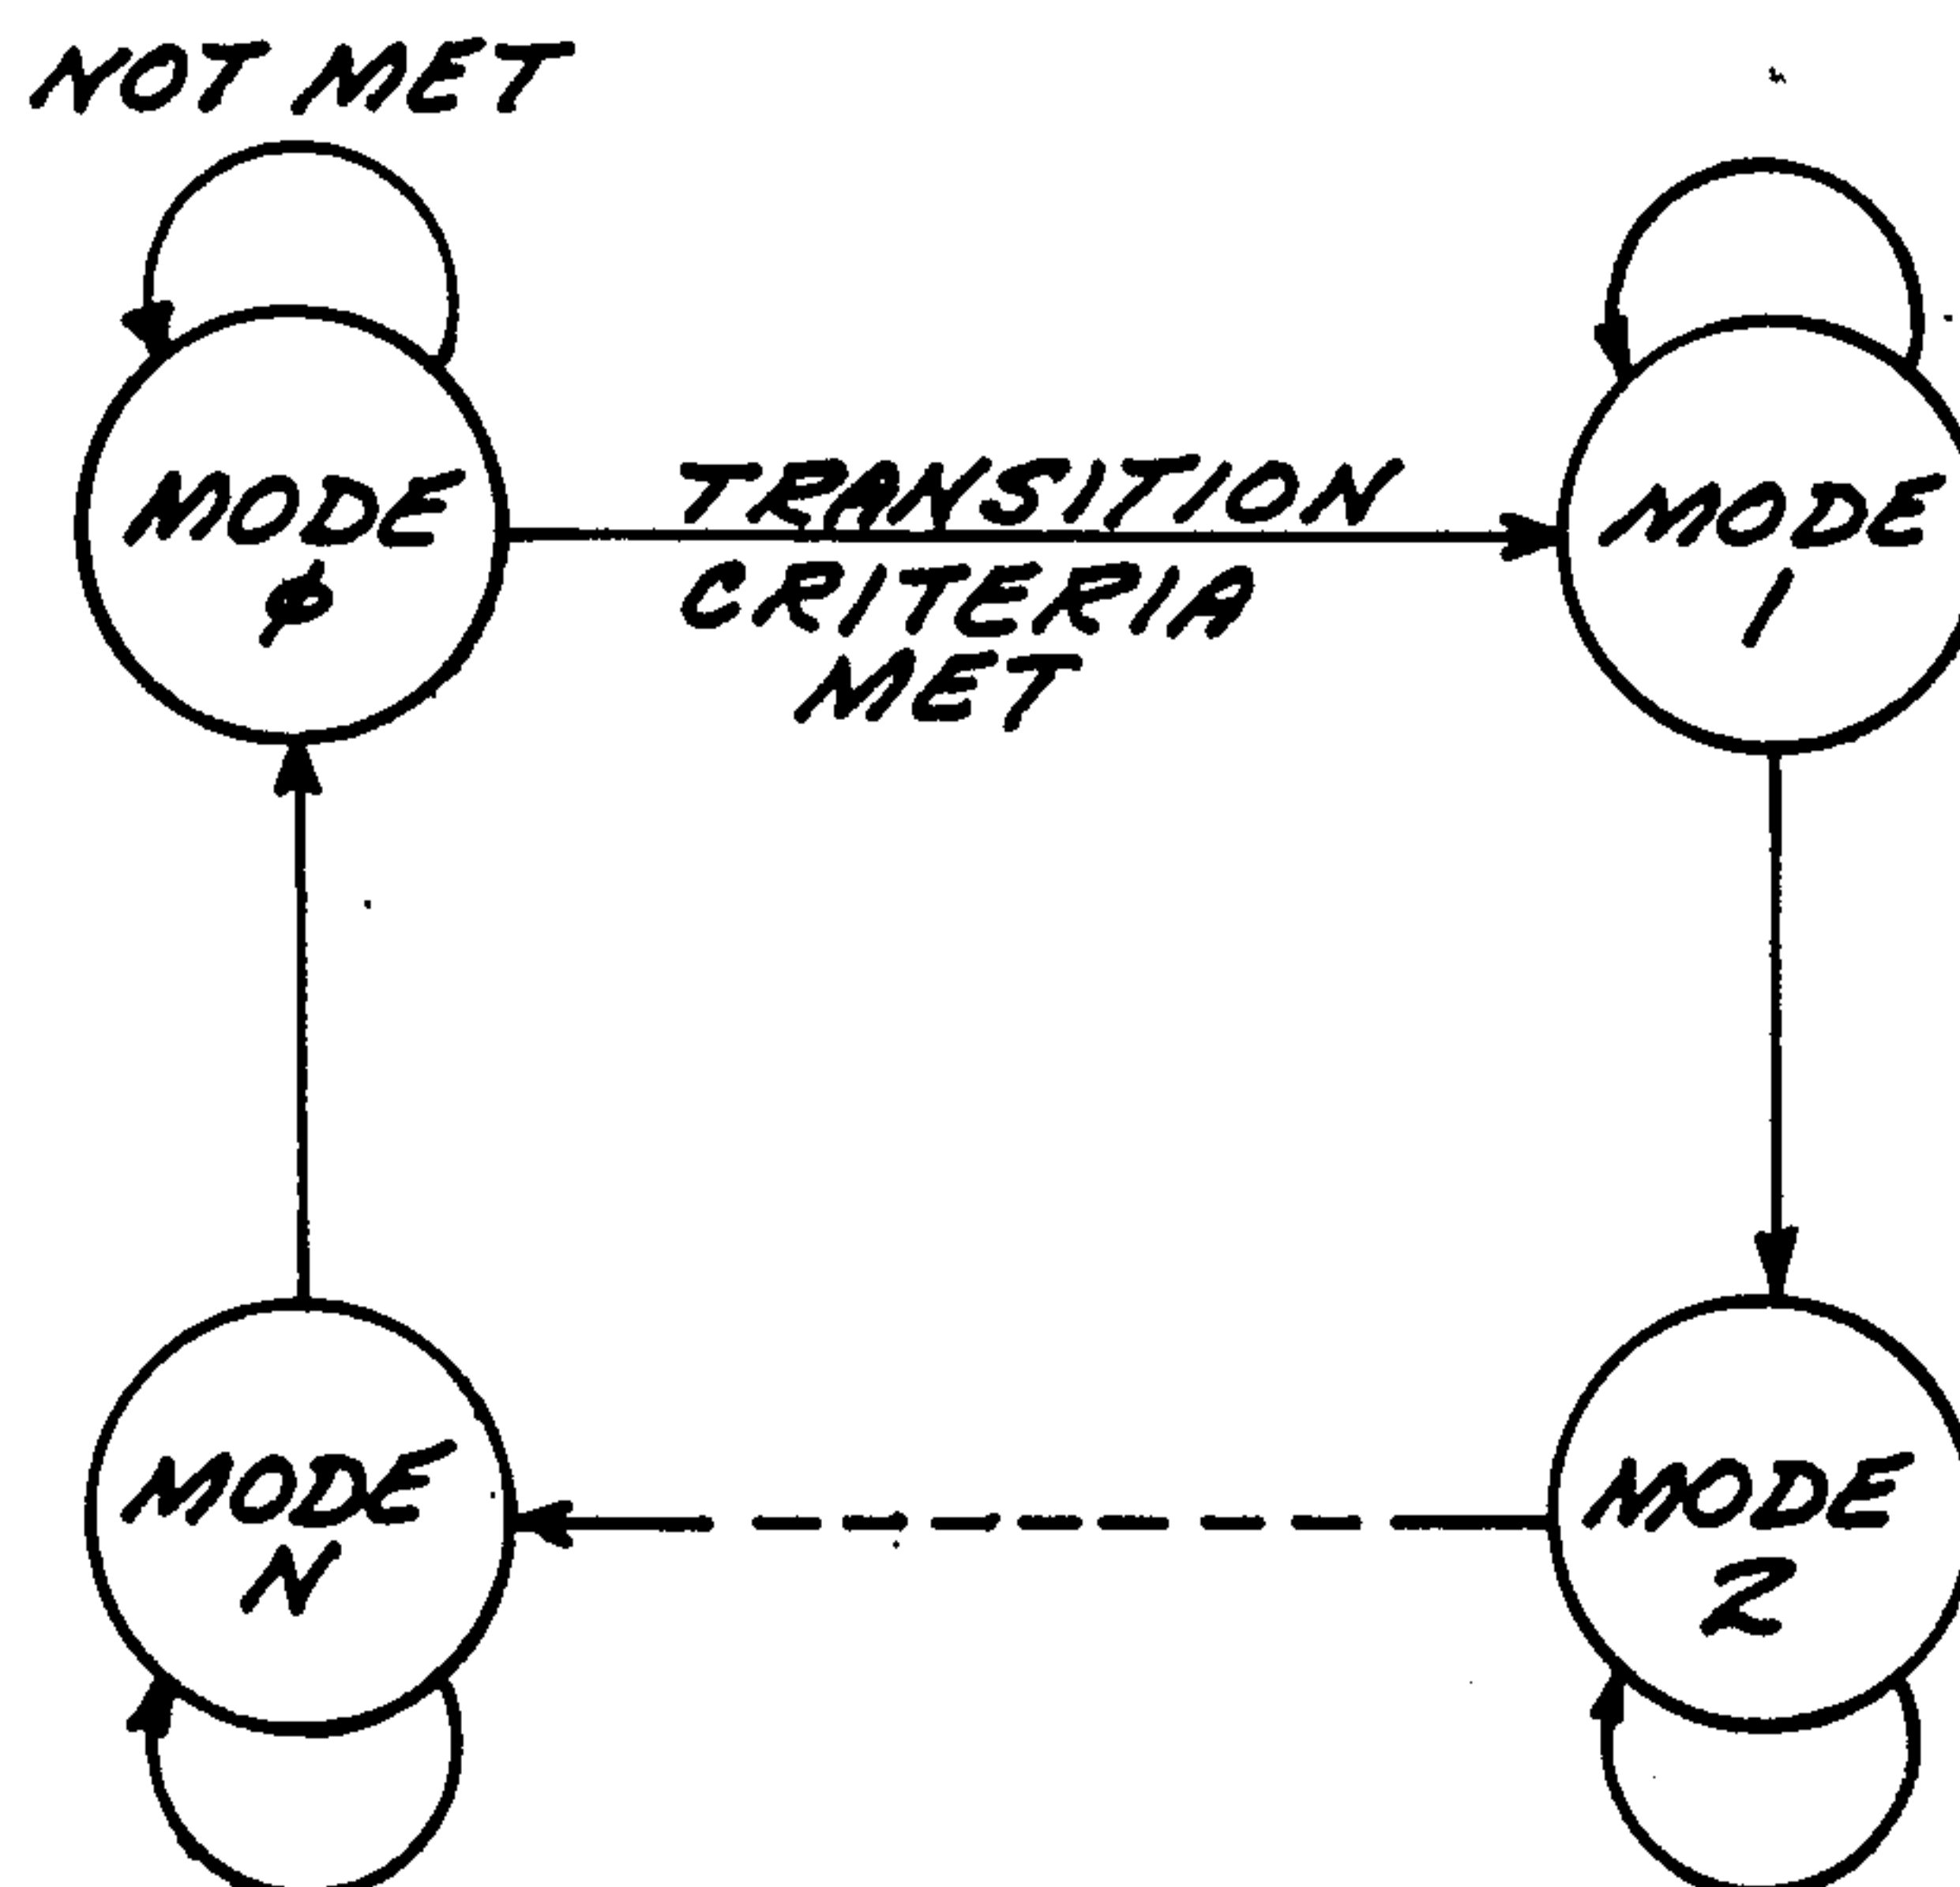 NOT MET
MODE
φ
TRANSITION
CRITERIA
MET
MODE
1
MODE
N
MODE
2